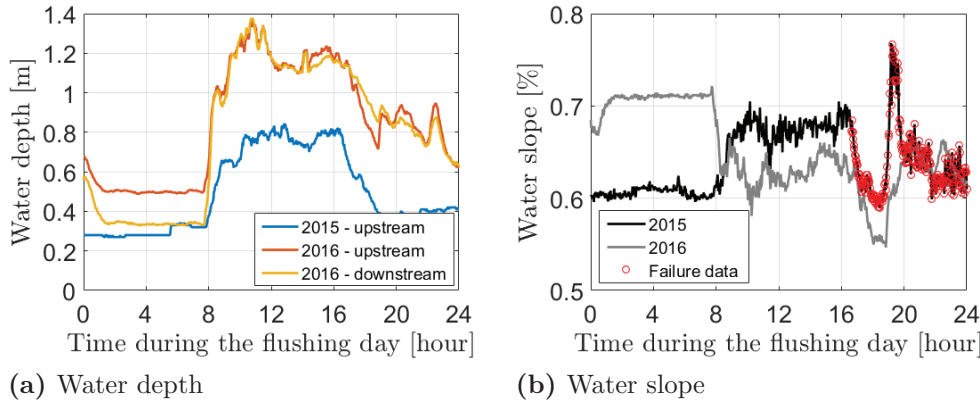 Water depth [m]
1.4
1.2
1
0.8
0.6
0.4
0.2
0
0 4 8 12 16 20 24
2015 - upstream
2016 - upstream
2016 - downstream
Time during the flushing day [hour]
(a) Water depth
Water slope [%]
0.8
0.7
0.6
0.5
0 4 8 12 16 20 24
2015
2016
Failure data
Time during the flushing day [hour]
(b) Water slope